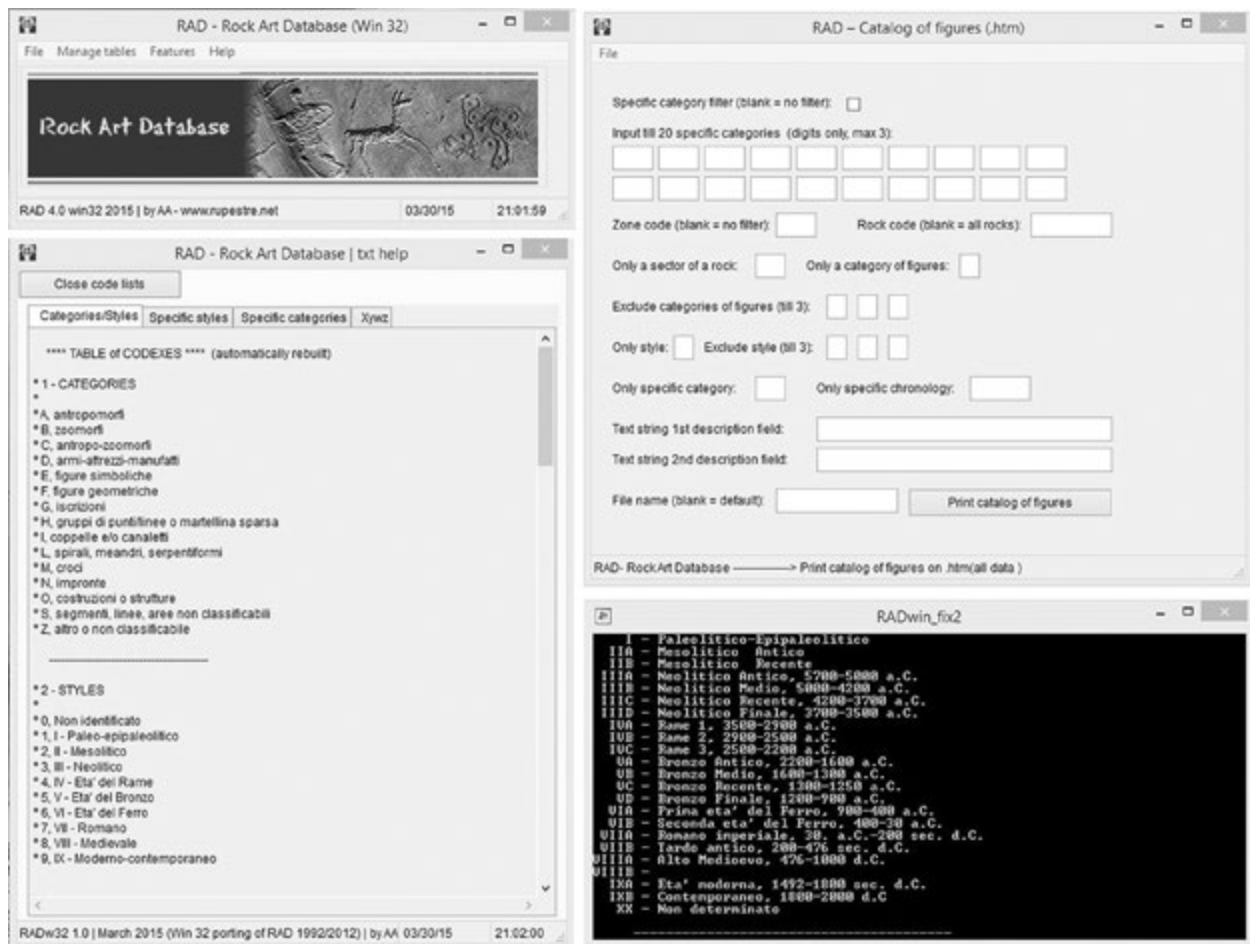 RAD - Rock Art Database (Win 32)
File Manage tables Features Help
Rock Art Database
RAD 4.0 win32 2015 | by AA - www.rupestre.net 03/30/15 21:01:59
RAD - Rock Art Database | txt help
Close code lists
Categories/Styles Specific styles Specific categories Xywz
**** TABLE of CODEXES **** (automatically rebuilt)
* 1 - CATEGORIES
*
* A, antropomorfi
* B, zoomorfi
* C, antropo-zoomorfi
* D, armi-attrezzi-manufatti
* E, figure simboliche
* F, figure geometriche
* G, iscrizioni
* H, gruppi di punti/linee o martellina sparsa
* I, coppelle e/o canaletti
* L, spirali, meandri, serpentiformi
* M, croci
* N, impronte
* O, costruzioni o strutture
* S, segmenti, linee, aree non classificabili
* Z, altro o non classificabile
* 2 - STYLES
*
* 0, Non identificato
* 1, I - Paleo-epipaleolitico
* 2, II - Mesolitico
* 3, III - Neolitico
* 4, IV - Eta' del Rame
* 5, V - Eta' del Bronzo
* 6, VI - Eta' del Ferro
* 7, VII - Romano
* 8, VIII - Medievale
* 9, IX - Moderno-contemporaneo
RADw32 1.0 | March 2015 (Win 32 porting of RAD 1992/2012) | by AA 03/30/15 21:02:00
RAD – Catalog of figures (.htm)
File
Specific category filter (blank = no filter):
Input till 20 specific categories (digits only, max 3):
Zone code (blank = no filter): Rock code (blank = all rocks):
Only a sector of a rock: Only a category of figures:
Exclude categories of figures (till 3):
Only style: Exclude style (till 3):
Only specific category: Only specific chronology:
Text string 1st description field:
Text string 2nd description field:
File name (blank = default): Print catalog of figures
RAD- RockArt Database ----------> Print catalog of figures on .htm(all data )
RADwin_fix2
I - Paleolitico-Epipaleolitico
IIA - Mesolitico Antico
IIB - Mesolitico Recente
IIIA - Neolitico Antico, 5700-5000 a.C.
IIIB - Neolitico Medio, 5000-4200 a.C.
IIIC - Neolitico Recente, 4200-3700 a.C.
IIID - Neolitico Finale, 3700-3500 a.C.
IVA - Rame 1, 3500-2900 a.C.
IVB - Rame 2, 2900-2500 a.C.
IVC - Rame 3, 2500-2200 a.C.
VA - Bronzo Antico, 2200-1600 a.C.
VB - Bronzo Medio, 1600-1300 a.C.
VC - Bronzo Recente, 1300-1250 a.C.
VD - Bronzo Finale, 1200-900 a.C.
VIA - Prima eta' del Ferro, 900-400 a.C.
VIB - Seconda eta' del Ferro, 400-30 a.C.
VIIA - Romano imperiale, 30. a.C.-200 sec. d.C.
VIIB - Tardo antico, 200-476 sec. d.C.
VIIIA - Alto Medioevo, 476-1000 d.C.
VIIIB -
IXA - Eta' moderna, 1492-1800 sec. d.C.
IXB - Contemporaneo, 1800-2000 d.C
XX - Non determinato